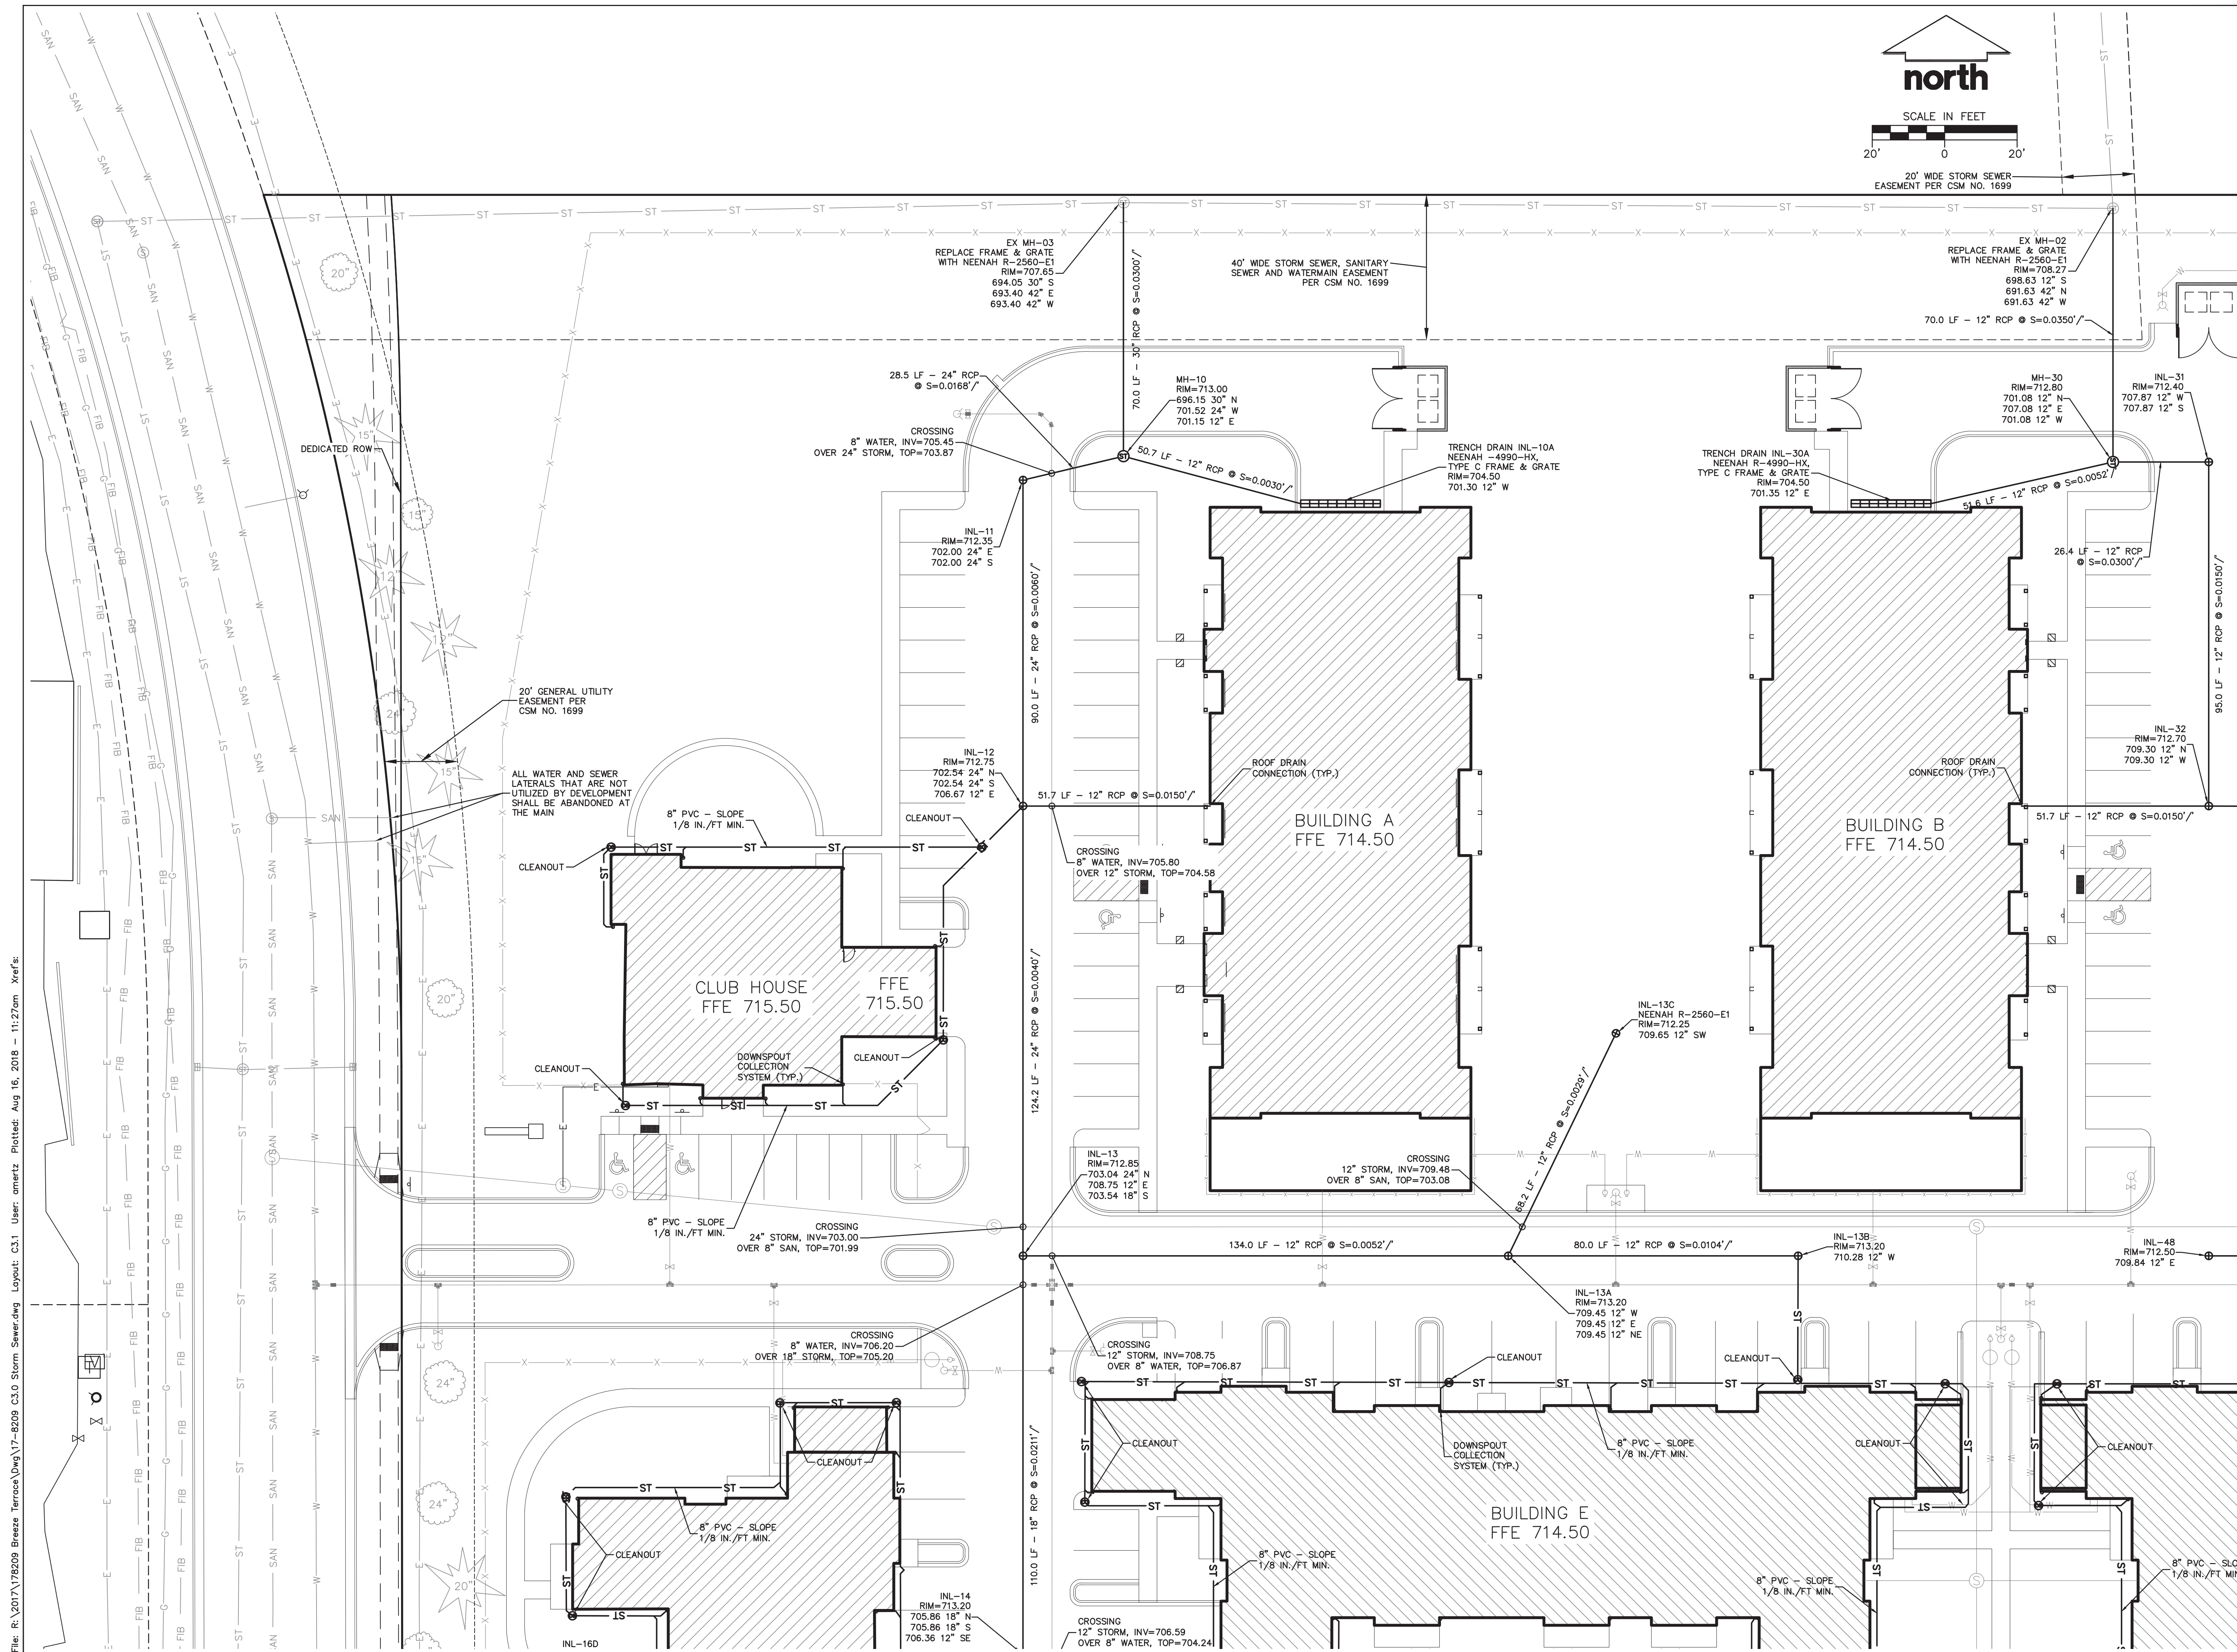 north
SCALE IN FEET
20' 0 20'
20' WIDE STORM SEWER
EASEMENT PER CSM NO. 1699
EX MH-03
REPLACE FRAME & GRATE
WITH NEENAH R-2560-E1
RIM=707.65
694.05 30" S
693.40 42" E
693.40 42" W
70.0 LF - 30" RCP @ S=0.0300'/'
40' WIDE STORM SEWER, SANITARY
SEWER AND WATERMAIN EASEMENT
PER CSM NO. 1699
EX MH-02
REPLACE FRAME & GRATE
WITH NEENAH R-2560-E1
RIM=708.27
698.63 12" S
691.63 42" N
691.63 42" W
70.0 LF - 12" RCP @ S=0.0350'/'
28.5 LF - 24" RCP
@ S=0.0168'/'
MH-10
RIM=713.00
696.15 30" N
701.52 24" W
701.15 12" E
MH-30
RIM=712.80
701.08 12" N
707.08 12" E
701.08 12" W
INL-31
RIM=712.40
707.87 12" W
707.87 12" S
CROSSING
8" WATER, INV=705.45
OVER 24" STORM, TOP=703.87
DEDICATED ROW
50.7 LF - 12" RCP @ S=0.0030'/'
TRENCH DRAIN INL-10A
NEENAH -4990-HX,
TYPE C FRAME & GRATE
RIM=704.50
701.30 12" W
TRENCH DRAIN INL-30A
NEENAH R-4990-HX,
TYPE C FRAME & GRATE
RIM=704.50
701.35 12" E
51.6 LF - 12" RCP @ S=0.0052'/'
INL-11
RIM=712.35
702.00 24" E
702.00 24" S
26.4 LF - 12" RCP
@ S=0.0300'/'
90.0 LF - 24" RCP @ S=0.0060'/'
95.0 LF - 12" RCP @ S=0.0150'/'
20' GENERAL UTILITY
EASEMENT PER
CSM NO. 1699
INL-12
RIM=712.75
702.54 24" N
702.54 24" S
706.67 12" E
INL-32
RIM=712.70
709.30 12" N
709.30 12" W
ALL WATER AND SEWER
LATERALS THAT ARE NOT
UTILIZED BY DEVELOPMENT
SHALL BE ABANDONED AT
THE MAIN
ROOF DRAIN
CONNECTION (TYP.)
ROOF DRAIN
CONNECTION (TYP.)
51.7 LF - 12" RCP @ S=0.0150'/'
51.7 LF - 12" RCP @ S=0.0150'/'
8" PVC - SLOPE
1/8 IN./FT MIN.
CLEANOUT
CLEANOUT
BUILDING A
FFE 714.50
BUILDING B
FFE 714.50
CROSSING
8" WATER, INV=705.80
OVER 12" STORM, TOP=704.58
CLUB HOUSE
FFE 715.50
FFE
715.50
124.2 LF - 24" RCP @ S=0.0040'/'
INL-13C
NEENAH R-2560-E1
RIM=712.25
709.65 12" SW
CLEANOUT
DOWNSPOUT
COLLECTION
SYSTEM (TYP.)
CLEANOUT
68.2 LF - 12" RCP @ S=0.0029'/'
INL-13
RIM=712.85
703.04 24" N
708.75 12" E
703.54 18" S
CROSSING
12" STORM, INV=709.48
OVER 8" SAN, TOP=703.08
8" PVC - SLOPE
1/8 IN./FT MIN.
CROSSING
24" STORM, INV=703.00
OVER 8" SAN, TOP=701.99
134.0 LF - 12" RCP @ S=0.0052'/'
80.0 LF - 12" RCP @ S=0.0104'/'
INL-13B
RIM=713.20
710.28 12" W
INL-48
RIM=712.50
709.84 12" E
INL-13A
RIM=713.20
709.45 12" W
709.45 12" E
709.45 12" NE
CROSSING
8" WATER, INV=706.20
OVER 18" STORM, TOP=705.20
CROSSING
12" STORM, INV=708.75
OVER 8" WATER, TOP=706.87
CLEANOUT
CLEANOUT
CLEANOUT
CLEANOUT
DOWNSPOUT
COLLECTION
SYSTEM (TYP.)
8" PVC - SLOPE
1/8 IN./FT MIN.
CLEANOUT
CLEANOUT
110.0 LF - 18" RCP @ S=0.0211'/'
8" PVC - SLOPE
1/8 IN./FT MIN.
CLEANOUT
BUILDING E
FFE 714.50
8" PVC - SLOPE
1/8 IN./FT MIN.
8" PVC - SLOPE
1/8 IN./FT MIN.
8" PVC - SLO
1/8 IN./FT MIN
INL-14
RIM=713.20
705.86 18" N
705.86 18" S
706.36 12" SE
CROSSING
12" STORM, INV=706.59
OVER 8" WATER, TOP=704.24
INL-16D
20"
15"
15"
12"
12"
24"
15"
15"
20"
24"
24"
20"
File: R:\2017\178209 Breeze Terrace\Dwg\17-8209 C3.0 Storm Sewer.dwg Layout: C3.1 User: amertz Plotted: Aug 16, 2018 - 11:27am Xref's: